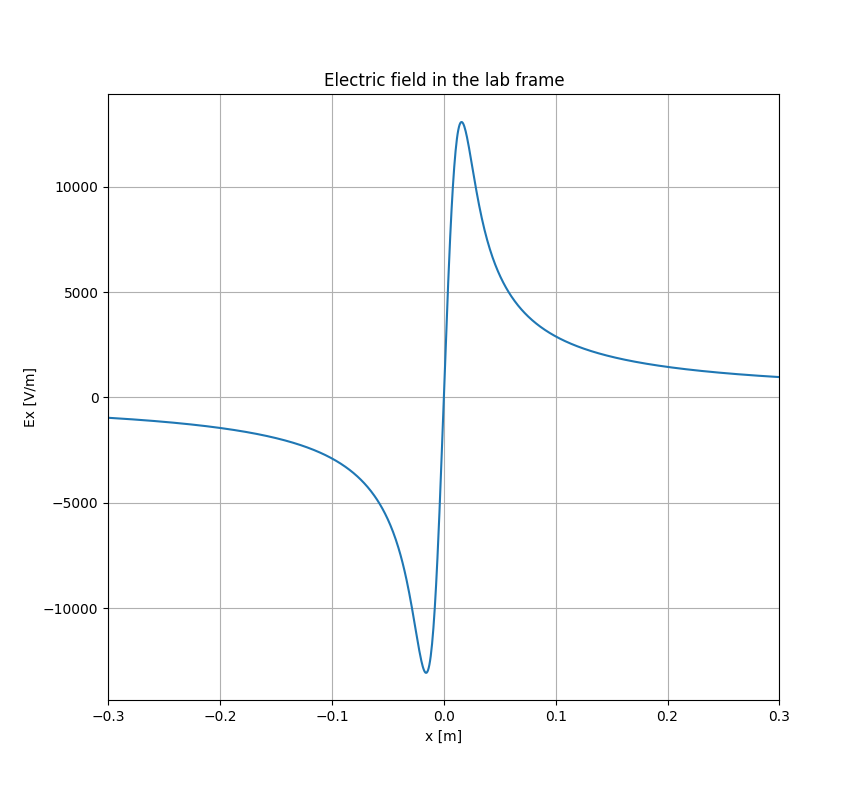 Electric field in the lab frame
10000
5000
0
−5000
−10000
Ex [V/m]
−0.3 −0.2 −0.1 0.0 0.1 0.2 0.3
x [m]